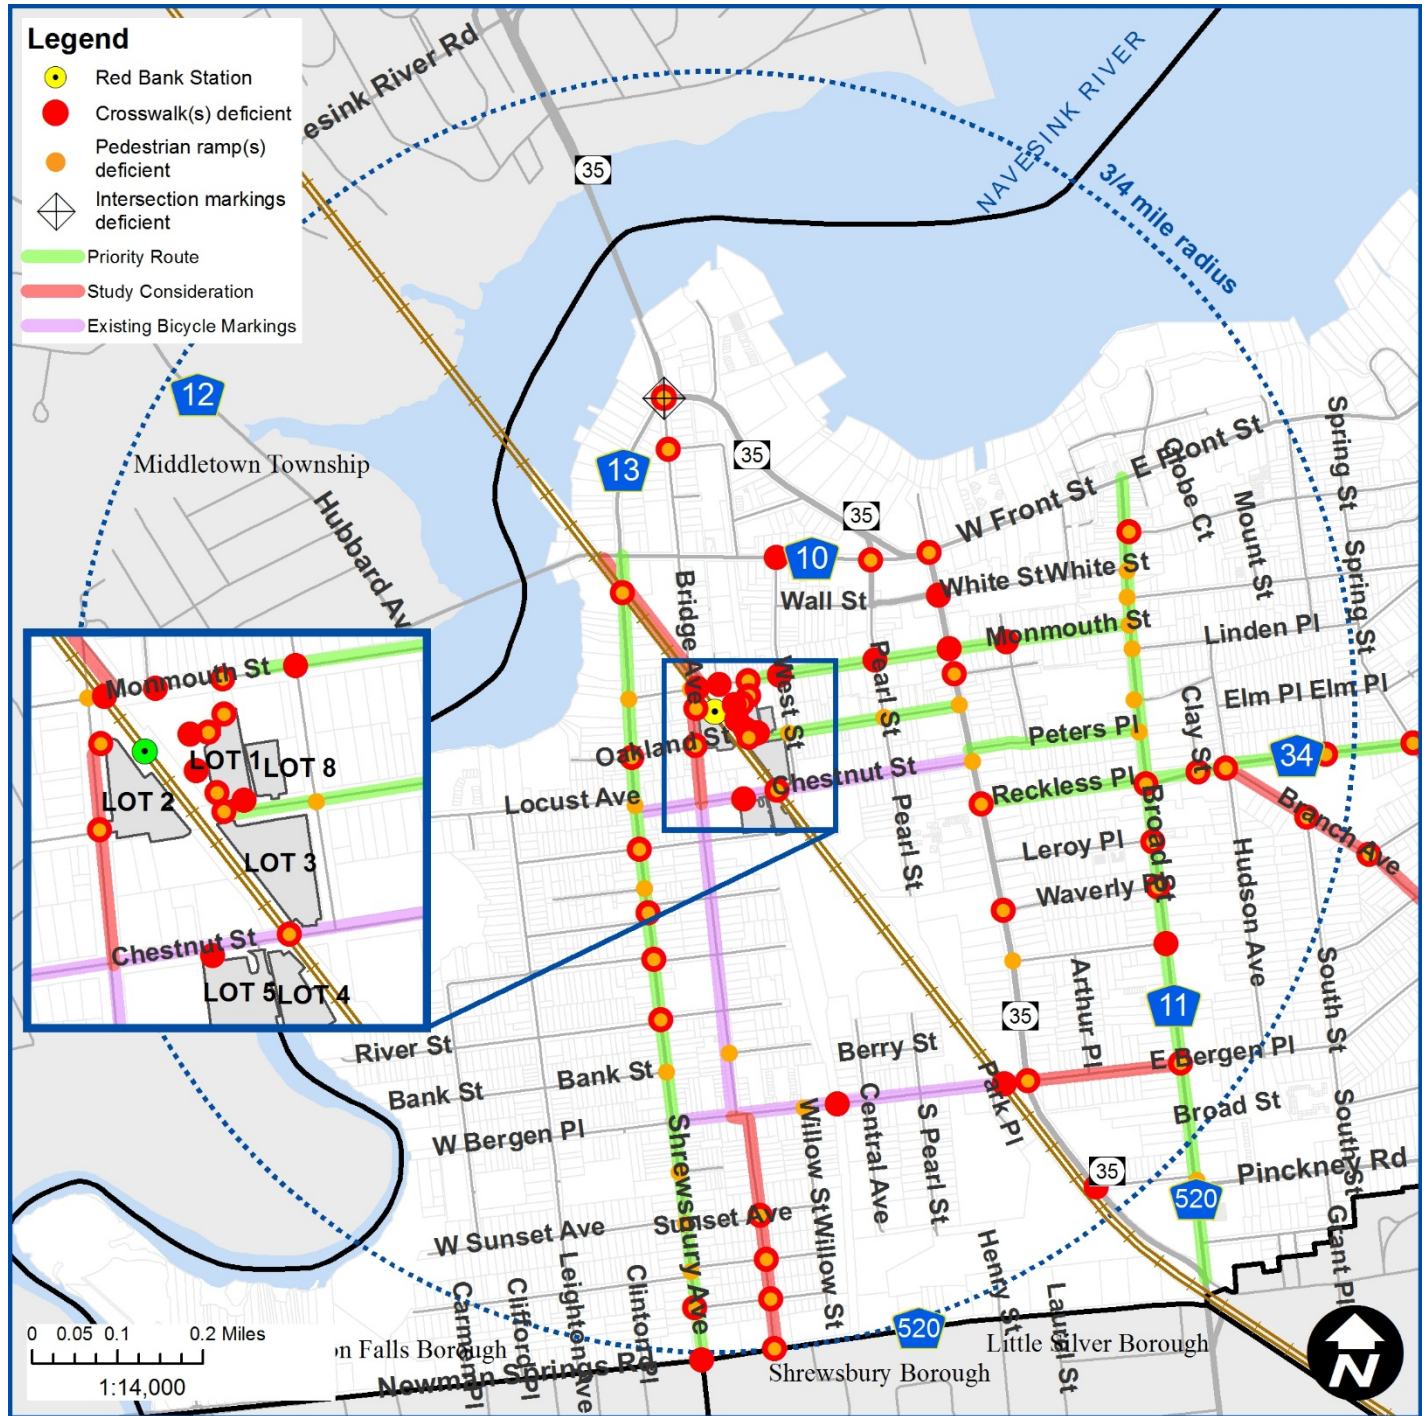 Legend
Red Bank Station
Crosswalk(s) deficient
Pedestrian ramp(s)
deficient
Intersection markings
deficient
Priority Route
Study Consideration
Existing Bicycle Markings
esink River Rd
35
NAVESINK RIVER
3/4 mile radius
12
Middletown Township
Hubbard Av
13
35
35
10
W Front St
E Front St
Globe Ct
Mount St
Spring St
Spring St
White St
White St
Wall St
Bridge Ave
Monmouth St
Linden Pl
West St
Pearl St
Elm Pl
Elm Pl
Clay St
Oakland St
Peters Pl
34
Chestnut St
Locust Ave
Reckless Pl
Broad St
Branch Ave
Pearl St
Leroy Pl
Waverly Pl
Hudson Ave
Monmouth St
LOT 1
LOT 8
LOT 2
LOT 3
Chestnut St
LOT 5
LOT 4
South St
Arthur Pl
11
35
River St
Berry St
E Bergen Pl
Bank St
Bank St
Park Pl
Broad St
W Bergen Pl
Shrewsbury Ave
Willow St
Central Ave
S Pearl St
South St
35
Pinckney Rd
520
W Sunset Ave
Sunset Ave
Willow St
Henry St
Grant Pl
Carmen Pl
Clifford Pl
Leighton Ave
Clinton Pl
Laurel St
0 0.05 0.1 0.2 Miles
1:14,000
on Falls Borough
Newman Springs Rd
520
Little Silver Borough
Shrewsbury Borough
N